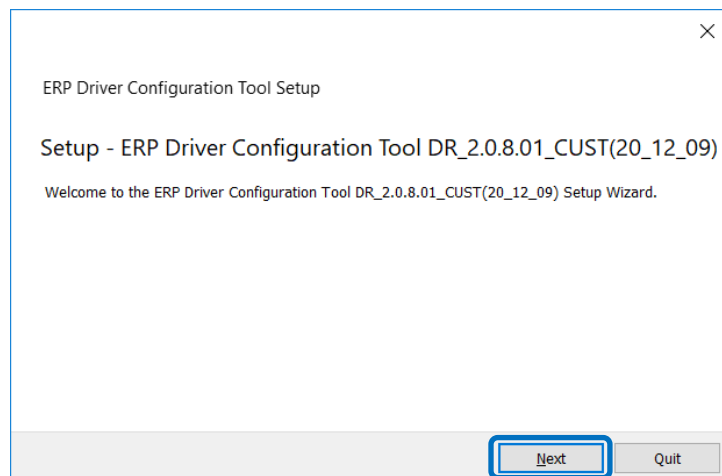 ERP Driver Configuration Tool Setup
Setup - ERP Driver Configuration Tool DR_2.0.8.01_CUST(20_12_09)
Welcome to the ERP Driver Configuration Tool DR_2.0.8.01_CUST(20_12_09) Setup Wizard.
Next Quit